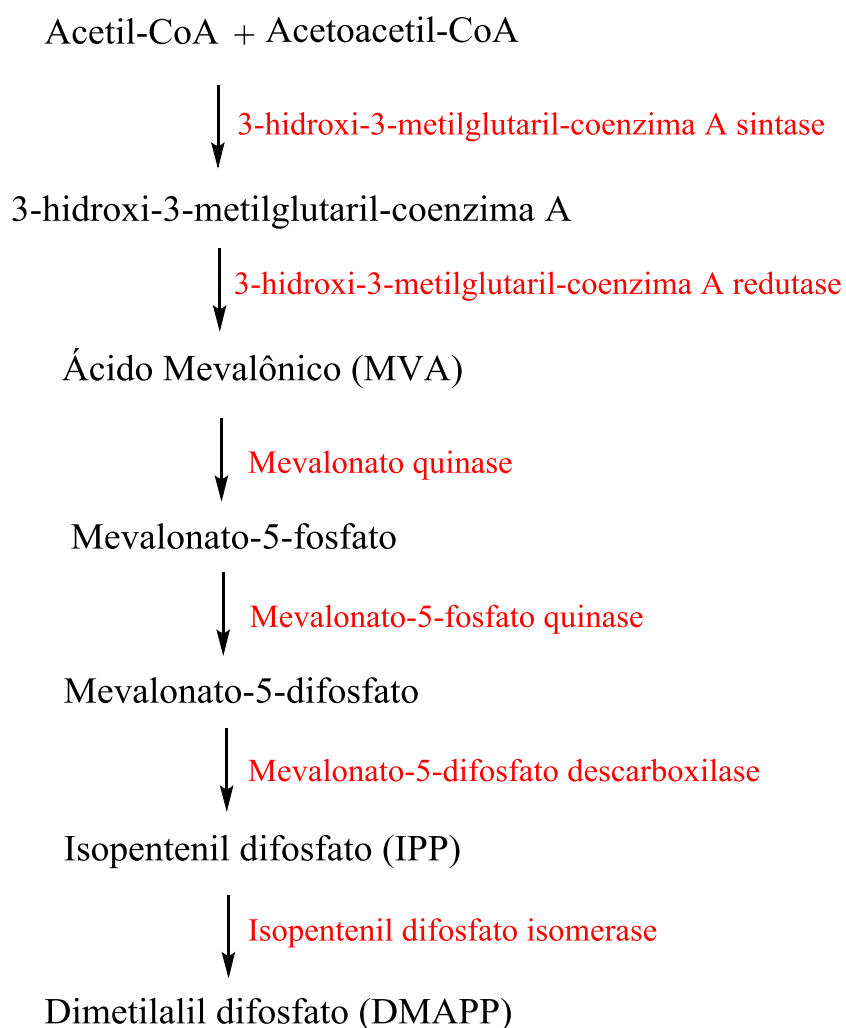 Acetil-CoA + Acetoacetil-CoA
3-hidroxi-3-metilglutaril-coenzima A sintase
3-hidroxi-3-metilglutaril-coenzima A
3-hidroxi-3-metilglutaril-coenzima A redutase
Ácido Mevalônico (MVA)
Mevalonato quinase
Mevalonato-5-fosfato
Mevalonato-5-fosfato quinase
Mevalonato-5-difosfato
Mevalonato-5-difosfato descarboxilase
Isopentenil difosfato (IPP)
Isopentenil difosfato isomerase
Dimetilalil difosfato (DMAPP)